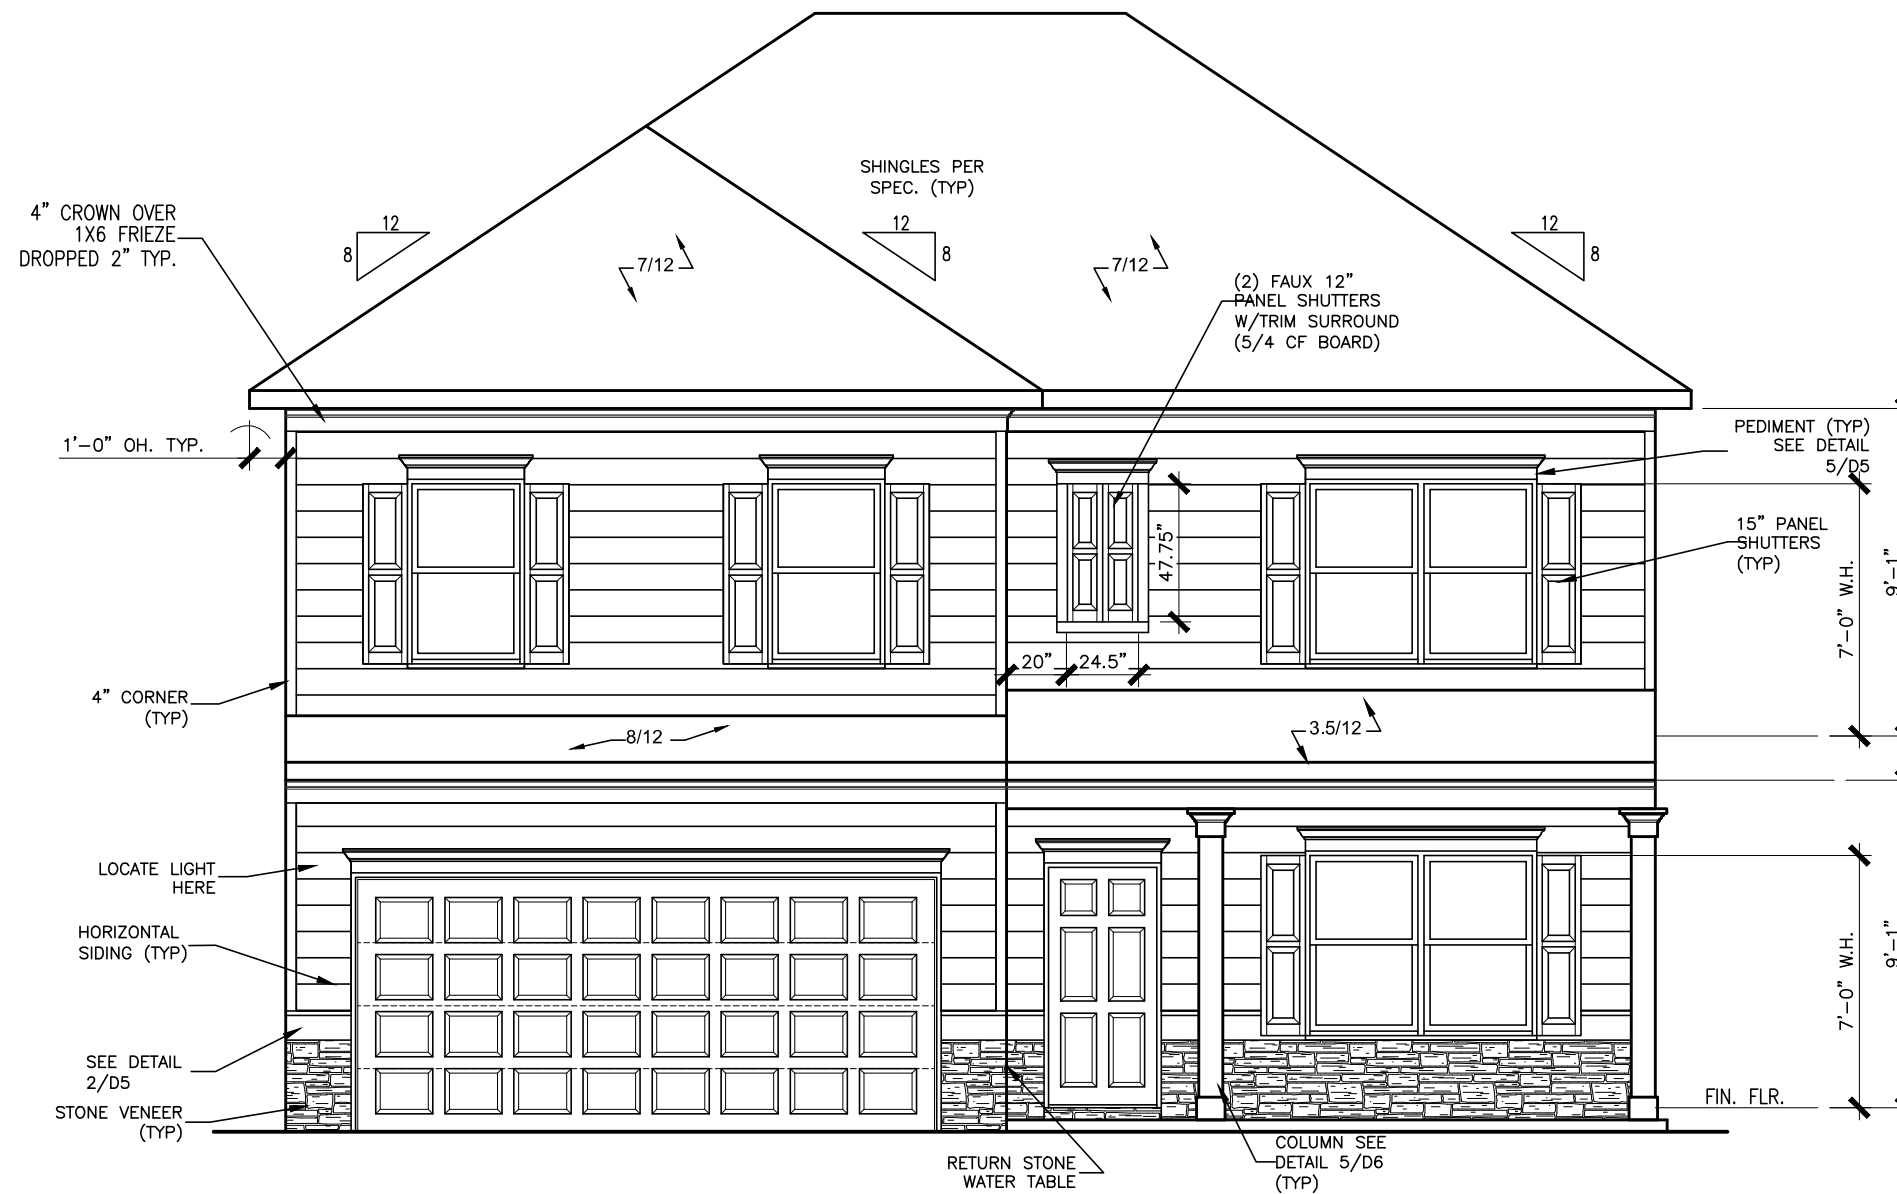 SHINGLES PER
SPEC. (TYP)
4" CROWN OVER
1X6 FRIEZE
DROPPED 2" TYP.
12
8
12
8
12
8
7/12
7/12
(2) FAUX 12"
PANEL SHUTTERS
W/TRIM SURROUND
(5/4 CF BOARD)
1'-0" OH. TYP.
PEDIMENT (TYP)
SEE DETAIL
5/D5
15" PANEL
SHUTTERS
(TYP)
47.75"
7'-0" W.H.
9'-1"
20"
24.5"
4" CORNER
(TYP)
8/12
3.5/12
LOCATE LIGHT
HERE
HORIZONTAL
SIDING (TYP)
7'-0" W.H.
9'-1"
SEE DETAIL
2/D5
STONE VENEER
(TYP)
FIN. FLR.
RETURN STONE
WATER TABLE
COLUMN SEE
DETAIL 5/D6
(TYP)